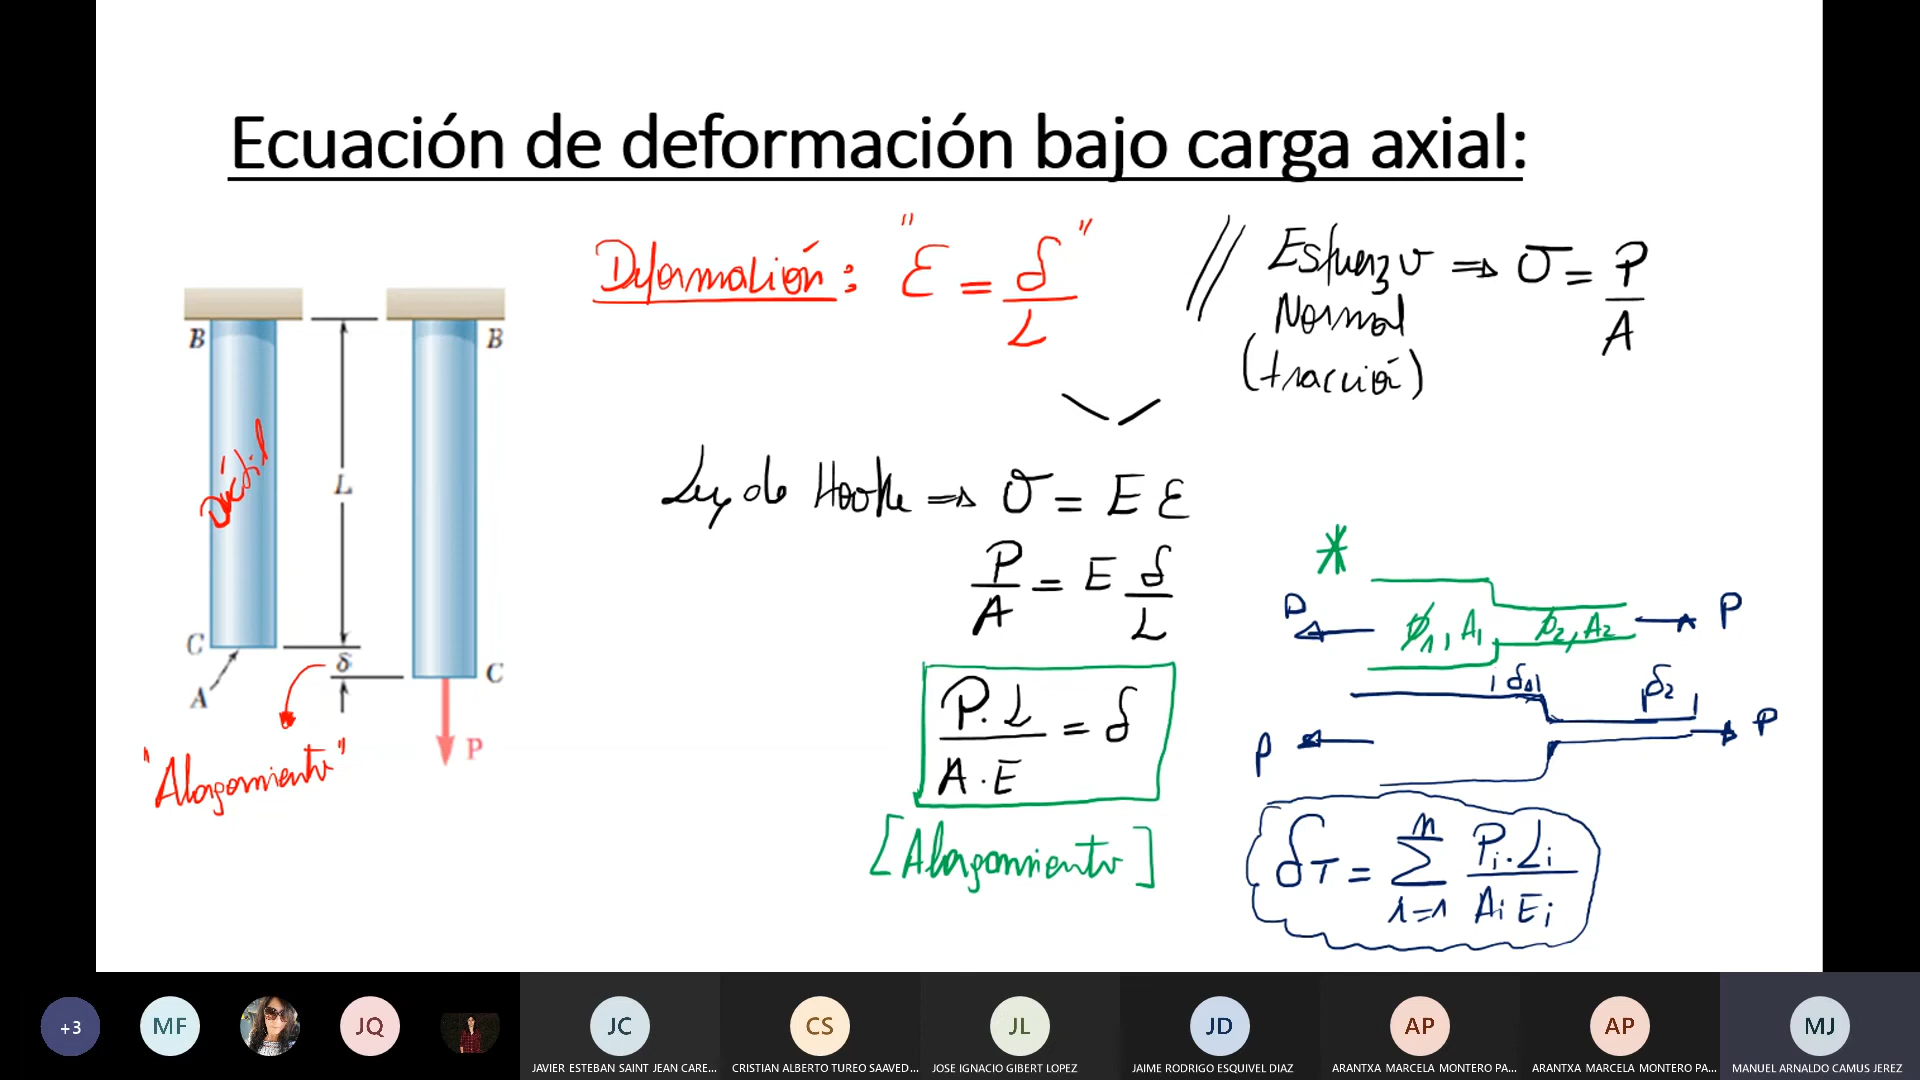 Ecuación de deformación bajo carga axial:
Deformación: "ε = δ/L"
// Esfuerzo Normal (tracción) ⇒ σ = P/A
B
B
Dúctil
L
C
δ
C
A
P
"Alargamiento"
Ley de Hooke ⇒ σ = E ε
P/A = E δ/L
P.L/A.E = δ
[Alargamiento]
*
P
ϕ1, A1
ϕ2, A2
P
δ1
δ2
P
P
δT = Σ i=1 n Pi.Li/Ai Ei
+3
MF
JQ
JC
CS
JL
JD
AP
AP
MJ
JAVIER ESTEBAN SAINT JEAN CARE...
CRISTIAN ALBERTO TUREO SAAVED...
JOSE IGNACIO GIBERT LOPEZ
JAIME RODRIGO ESQUIVEL DIAZ
ARANTXA MARCELA MONTERO PA...
ARANTXA MARCELA MONTERO PA...
MANUEL ARNALDO CAMUS JEREZ